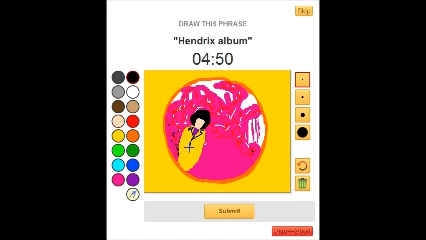 Skip
DRAW THIS PHRASE
"Hendrix album"
04:50
Submit!